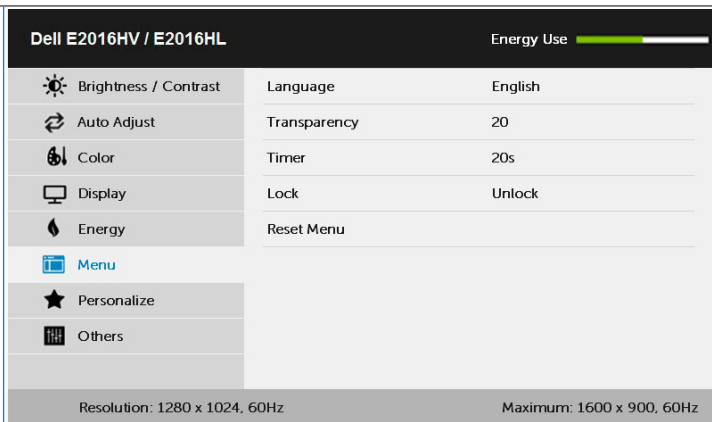 Dell E2016HV / E2016HL Energy Use
Brightness / Contrast Language English
Auto Adjust Transparency 20
Color Timer 20s
Display Lock Unlock
Energy Reset Menu
Menu
Personalize
Others
Resolution: 1280 x 1024, 60Hz Maximum: 1600 x 900, 60Hz